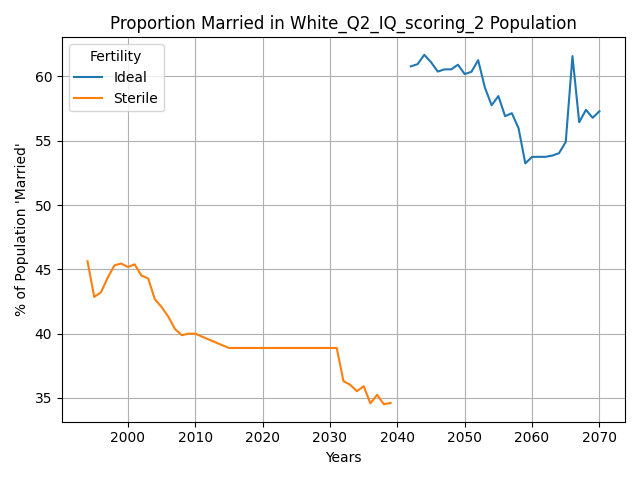 Proportion Married in White_Q2_IQ_scoring_2 Population
Fertility
Ideal
Sterile
60
55
50
45
40
35
% of Population 'Married'
2000 2010 2020 2030 2040 2050 2060 2070
Years